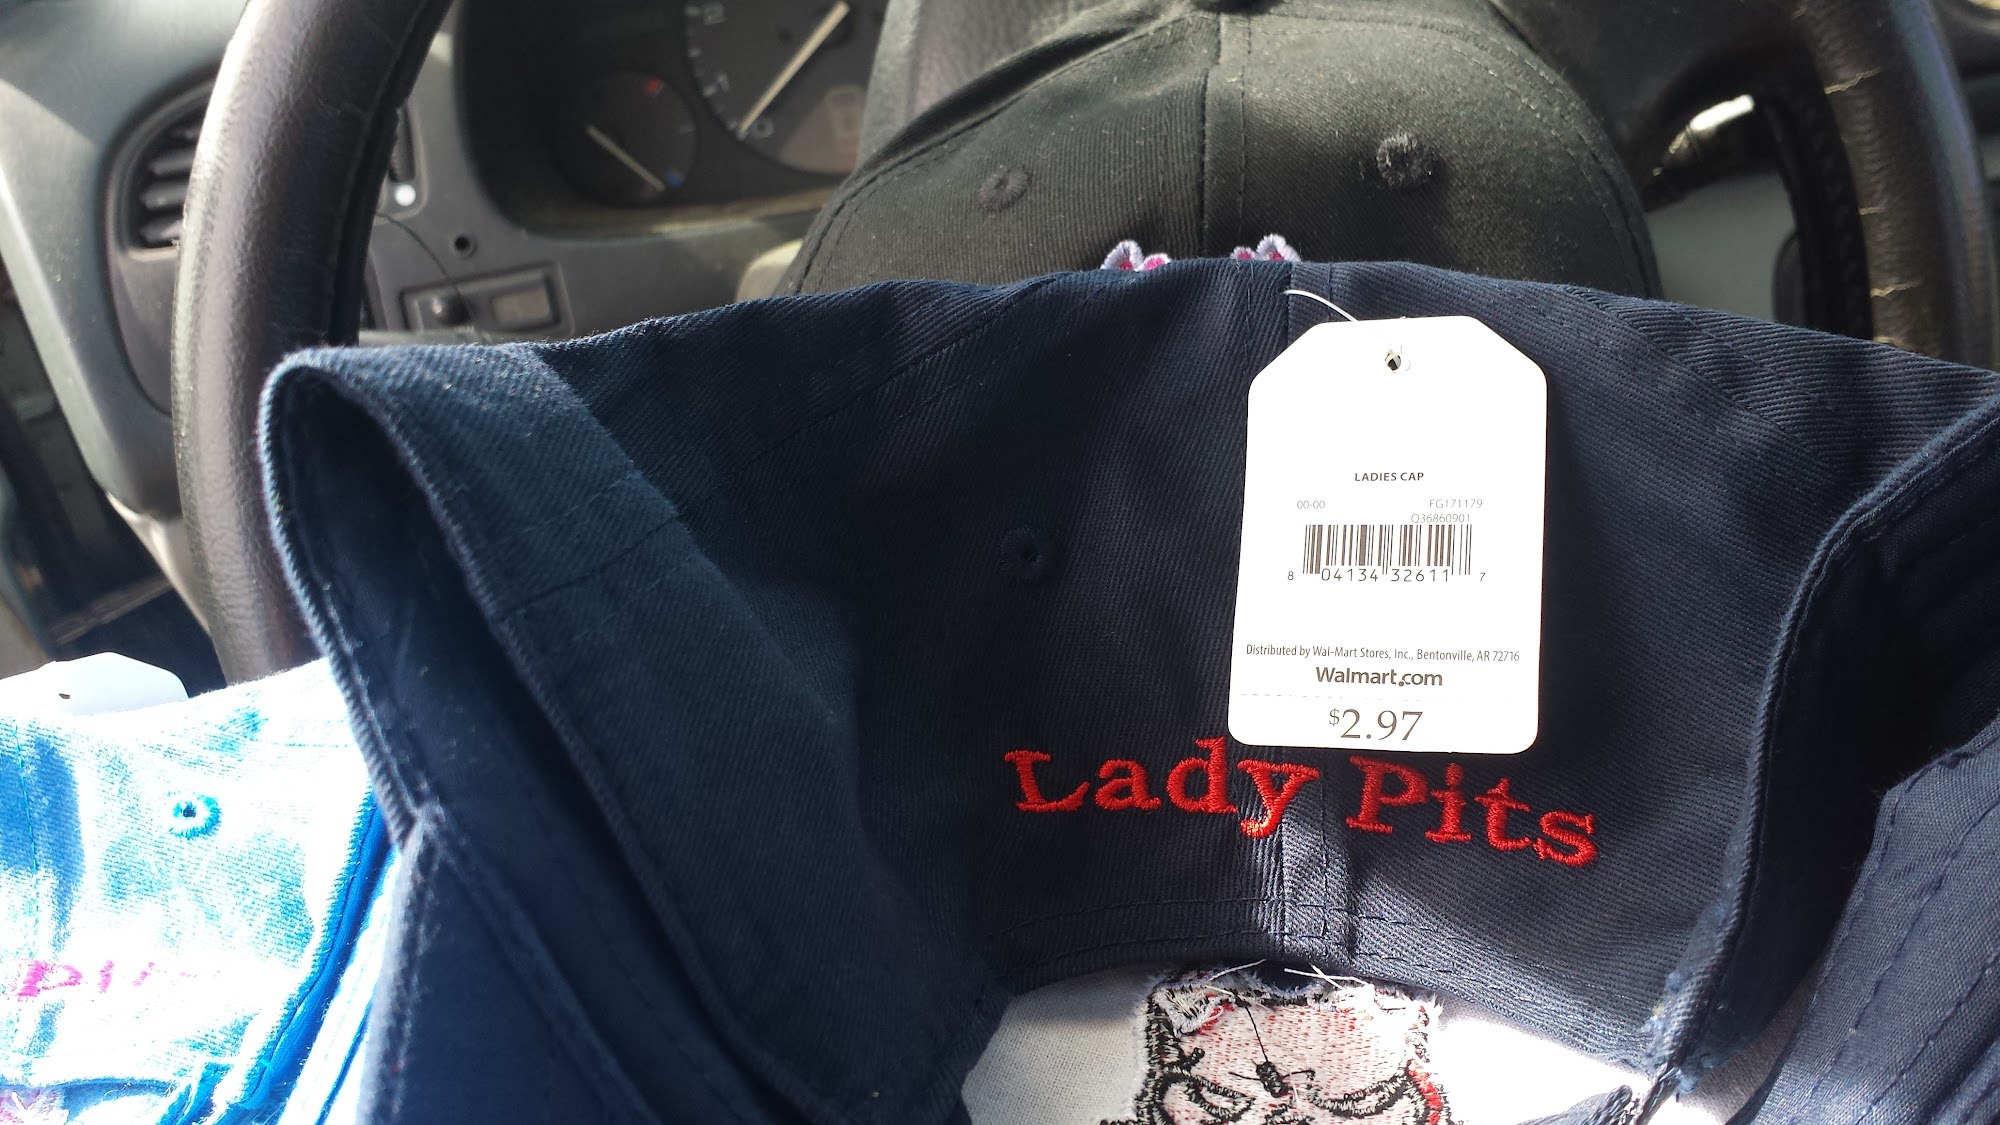 LADIES CAP
00-00 FG171179
Q36860901
8 04134 32611 7
Distributed by Wal-Mart Stores, Inc., Bentonville, AR 72716
Walmart.com
$2.97
Lady Pits